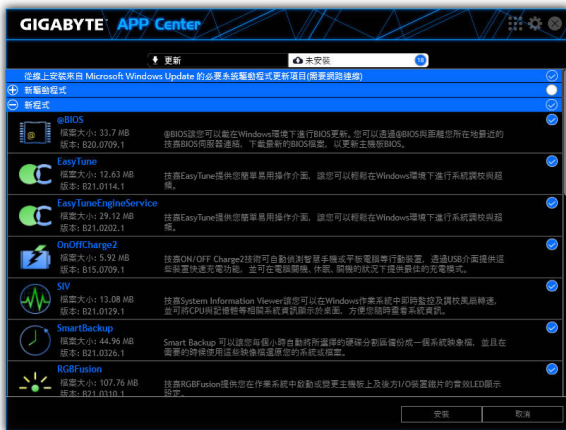 GIGABYTE APP Center
更新
未安裝 18
從線上安裝來自 Microsoft Windows Update 的必要系統驅動程式更新項目(需要網路連線)
新驅動程式
新程式
@BIOS
檔案大小: 33.7 MB
版本: B20.0709.1
@BIOS讓您可以載在Windows環境下進行BIOS更新。您可以透過@BIOS與距離您所在地最近的
技嘉BIOS伺服器連結，下載最新的BIOS檔案，以更新主機板BIOS。
EasyTune
檔案大小: 12.63 MB
版本: B21.0114.1
技嘉EasyTune提供您簡單易用操作介面，讓您可以輕鬆在Windows環境下進行系統調校與超
頻。
EasyTuneEngineService
檔案大小: 29.12 MB
版本: B21.0202.1
技嘉EasyTune提供您簡單易用操作介面，讓您可以輕鬆在Windows環境下進行系統調校與超
頻。
OnOffCharge2
檔案大小: 5.92 MB
版本: B15.0709.1
技嘉ON/OFF Charge2技術可自動偵測智慧手機或平板電腦等行動裝置，透過USB介面提供這
些裝置快速充電功能，並可在電腦開機、休眠、關機的狀況下提供最佳的充電模式。
SIV
檔案大小: 13.08 MB
版本: B21.0129.1
技嘉System Information Viewer讓您可以在Windows作業系統中即時監控及調校風扇轉速，
並可將CPU與記憶體等相關系統資訊顯示於桌面，方便您隨時查看系統資訊。
SmartBackup
檔案大小: 44.96 MB
版本: B21.0326.1
Smart Backup 可以讓您每個小時自動將所選擇的硬碟分割區備份成一個系統映象檔，並且在
需要的時候使用這些映像檔還原您的系統或檔案。
RGBFusion
檔案大小: 107.76 MB
版本: B21.0310.1
技嘉RGBFusion提供您在作業系統中啟動或變更主機板上及後方I/O裝置鐵片的音效LED顯示
設定。
安裝
取消